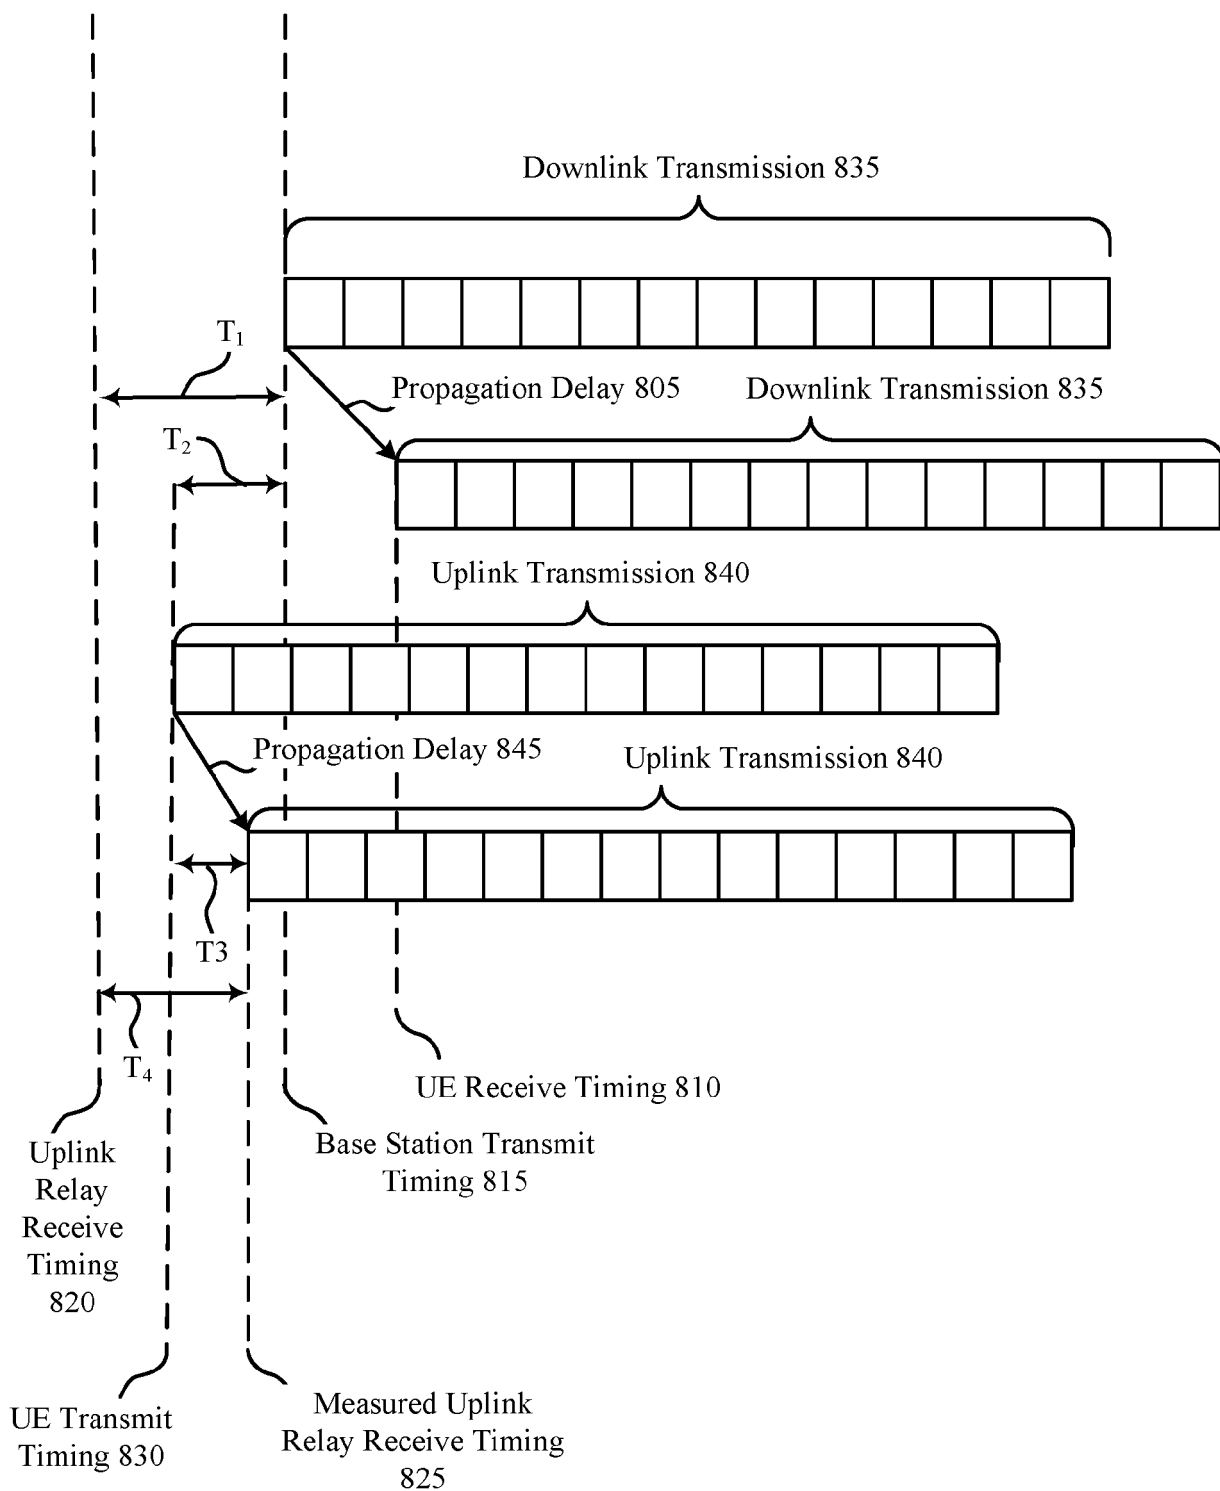 Downlink Transmission 835
T1
Propagation Delay 805
Downlink Transmission 835
T2
Uplink Transmission 840
Propagation Delay 845
Uplink Transmission 840
T3
T4
UE Receive Timing 810
Base Station Transmit
Timing 815
Uplink
Relay
Receive
Timing
820
UE Transmit
Timing 830
Measured Uplink
Relay Receive Timing
825